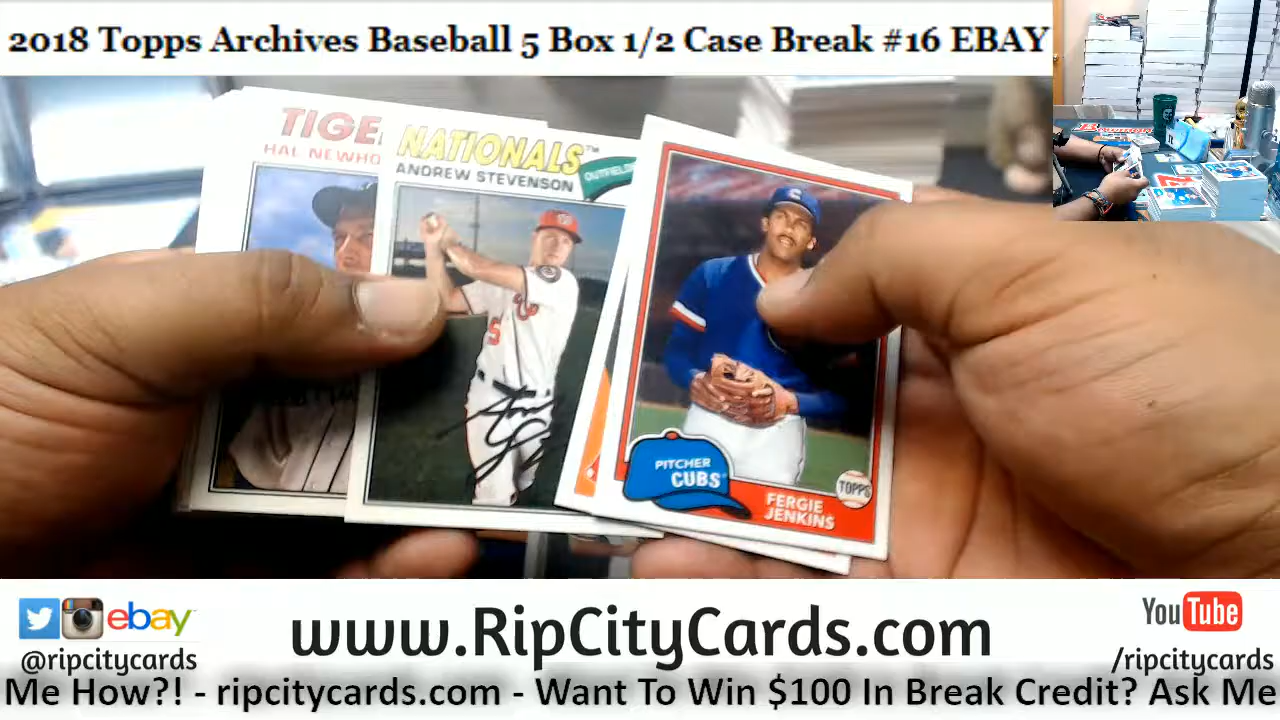 2018 Topps Archives Baseball 5 Box 1/2 Case Break #16 EBAY
TIGE
HAL NEWHO
NATIONALS™
ANDREW STEVENSON
OUTFIELD
5
C
PITCHER
CUBS
TOPPS
FERGIE
JENKINS
ebay
@ripcitycards
www.RipCityCards.com
YouTube
/ripcitycards
Me How?! - ripcitycards.com - Want To Win $100 In Break Credit? Ask Me